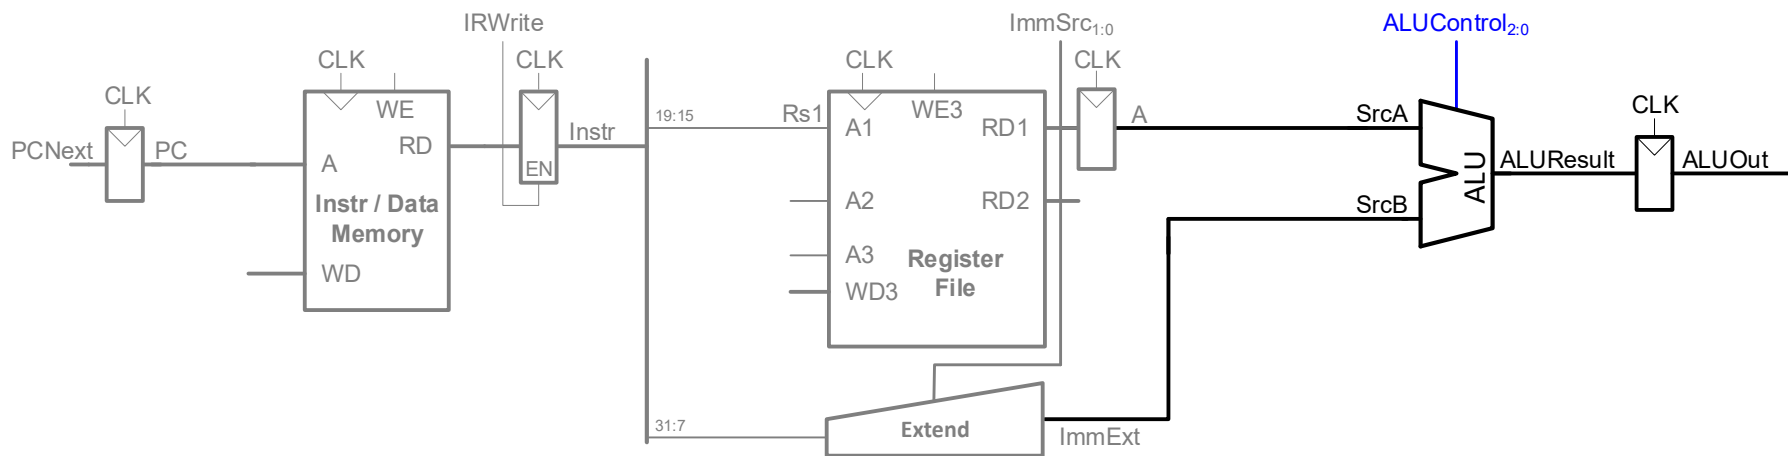 IRWrite
ImmSrc1:0
ALUControl2:0
CLK
CLK
CLK
CLK
CLK
CLK
PCNext
PC
WE
RD
A
Instr / Data
Memory
WD
EN
Instr
19:15
Rs1
A1
WE3
RD1
A2
RD2
A3
WD3
Register
File
A
SrcA
SrcB
ALU
ALUResult
ALUOut
31:7
Extend
ImmExt